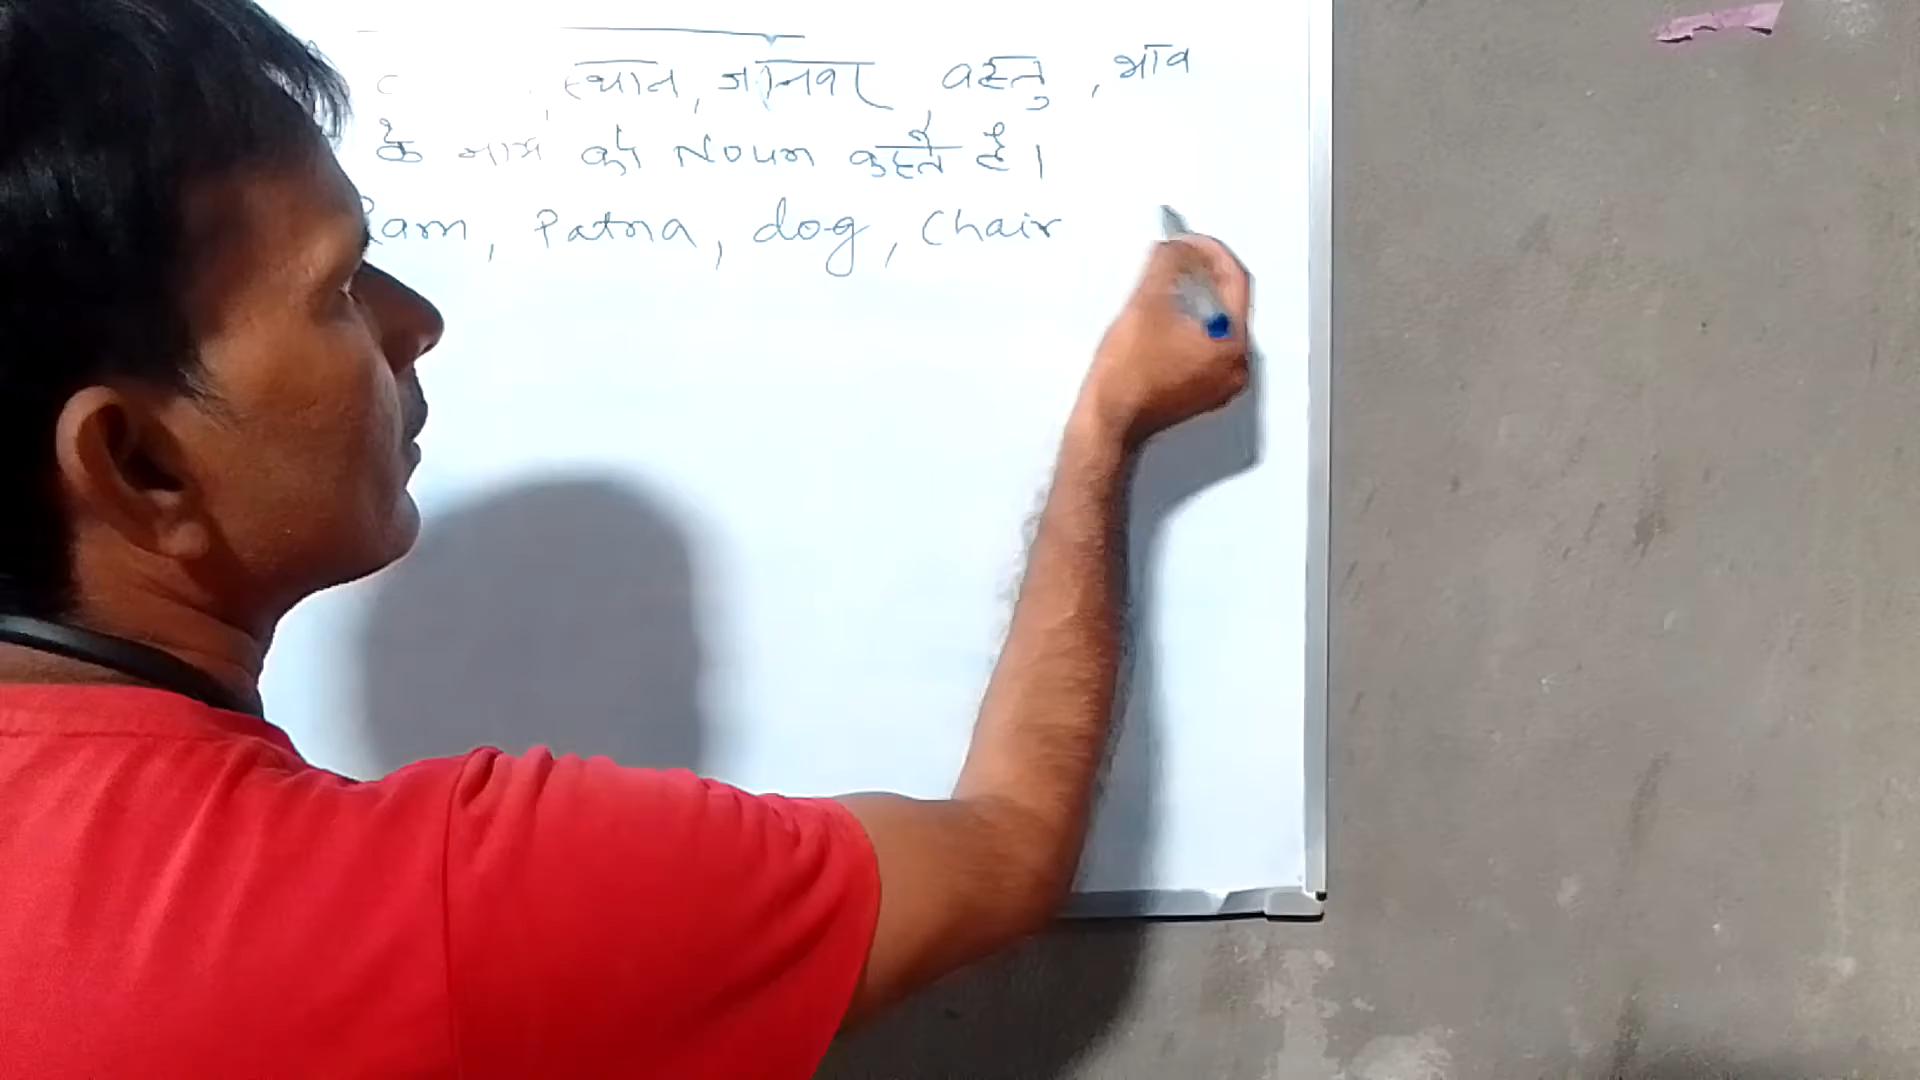 स्थान, जानवर, वस्तु, भाव
के नाम को Noun कहते हैं।
Ram, Patna, dog, Chair